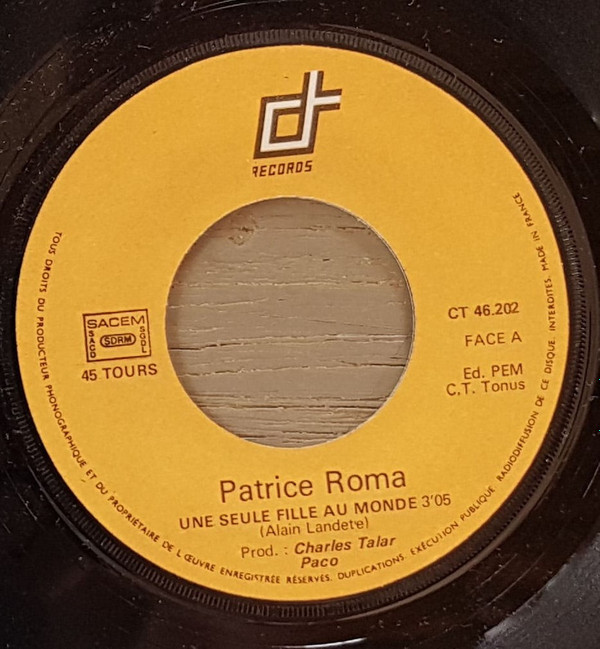 ct
RECORDS
SACEM
SACD
SDRM
SGDL
45 TOURS
CT 46.202
FACE A
Ed. PEM
C.T. Tonus
Patrice Roma
UNE SEULE FILLE AU MONDE 3'05
(Alain Landete)
Prod. : Charles Talar
Paco
TOUS DROITS DU PRODUCTEUR PHONOGRAPHIQUE ET DU PROPRIÉTAIRE DE L'ŒUVRE ENREGISTRÉE RÉSERVÉS. DUPLICATIONS, EXÉCUTION PUBLIQUE RADIODIFFUSION DE CE DISQUE, INTERDITES. MADE IN FRANCE